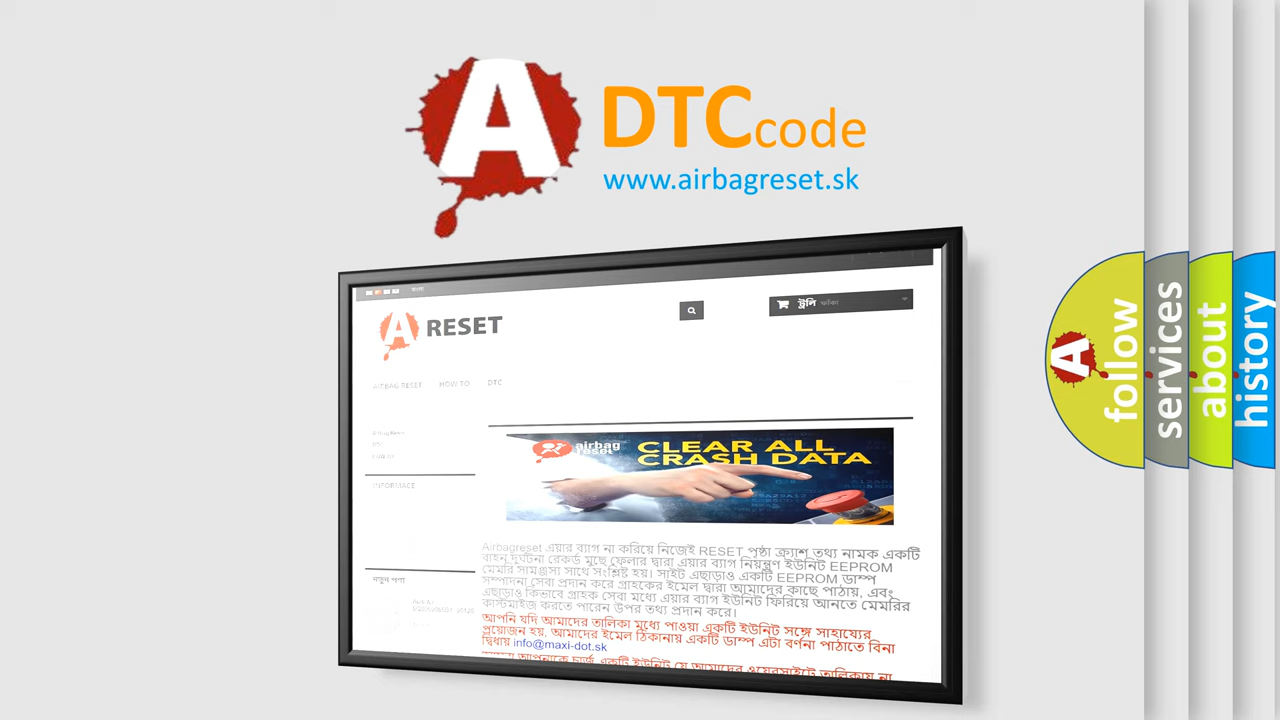 A DTC code
www.airbagreset.sk
বাংলা
A RESET
ট্রলি ফাঁকা
AIRBAG RESET HOW TO DTC
INFORMACE
airbag reset CLEAR ALL CRASH DATA
Airbagreset এয়ার ব্যাগ না করিয়ে নিজেই RESET পৃষ্ঠা ক্র্যাশ তথ্য নামক একটি
বাহন দুর্ঘটনা রেকর্ড মুছে ফেলার দ্বারা এয়ার ব্যাগ নিয়ন্ত্রণ ইউনিট EEPROM
মেমরি সামঞ্জস্য সাথে সংশ্লিষ্ট হয়। সাইট এছাড়াও একটি EEPROM ডাম্প
সম্পাদনা সেবা প্রদান করে গ্রাহকের ইমেল দ্বারা আমাদের কাছে পাঠায়, এবং
এছাড়াও কিভাবে গ্রাহক সেবা মধ্যে এয়ার ব্যাগ ইউনিট ফিরিয়ে আনতে মেমরির
কাস্টমাইজ করতে পারেন উপর তথ্য প্রদান করে।
আপনি যদি আমাদের তালিকা মধ্যে পাওয়া একটি ইউনিট সঙ্গে সাহায্যের
প্রয়োজন হয়, আমাদের ইমেল ঠিকানায় একটি ডাম্প এটা বর্ণনা পাঠাতে বিনা
দ্বিধায় info@maxi-dot.sk
নতুন পণ্য
follow
services
about
history